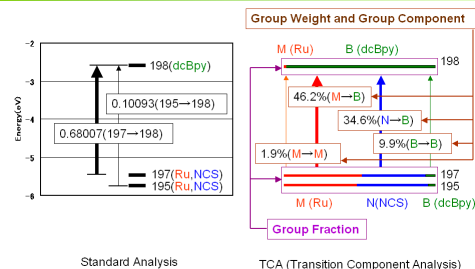 Group Weight and Group Component
-2
-3
-4
-5
-6
Energy(eV)
198(dcBpy)
0.10093(195→198)
0.68007(197→198)
197(Ru,NCS)
195(Ru,NCS)
Standard Analysis
M (Ru)
B (dcBpy)
198
46.2%(M→B)
34.6%(N→B)
9.9%(B→B)
1.9%(M→M)
197
195
M (Ru)
N(NCS)
B (dcBpy)
Group Fraction
TCA (Transition Component Analysis)